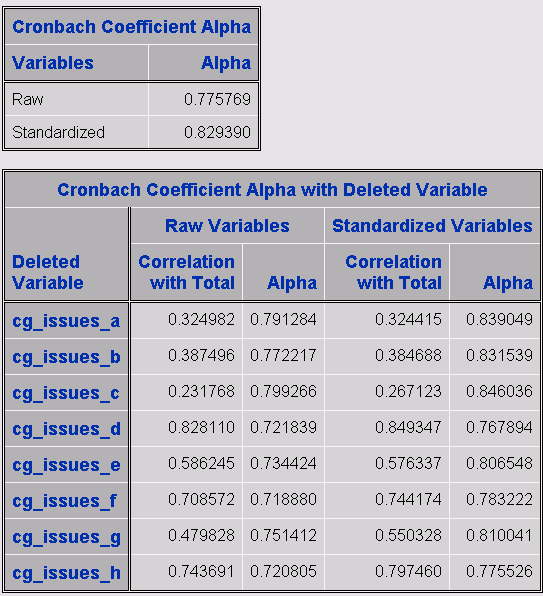 Cronbach Coefficient Alpha
Variables Alpha
Raw 0.775769
Standardized 0.829390
Cronbach Coefficient Alpha with Deleted Variable
Raw Variables Standardized Variables
Deleted Variable Correlation with Total Alpha Correlation with Total Alpha
cg_issues_a 0.324982 0.791284 0.324415 0.839049
cg_issues_b 0.387496 0.772217 0.384688 0.831539
cg_issues_c 0.231768 0.799266 0.267123 0.846036
cg_issues_d 0.828110 0.721839 0.849347 0.767894
cg_issues_e 0.586245 0.734424 0.576337 0.806548
cg_issues_f 0.708572 0.718880 0.744174 0.783222
cg_issues_g 0.479828 0.751412 0.550328 0.810041
cg_issues_h 0.743691 0.720805 0.797460 0.775526